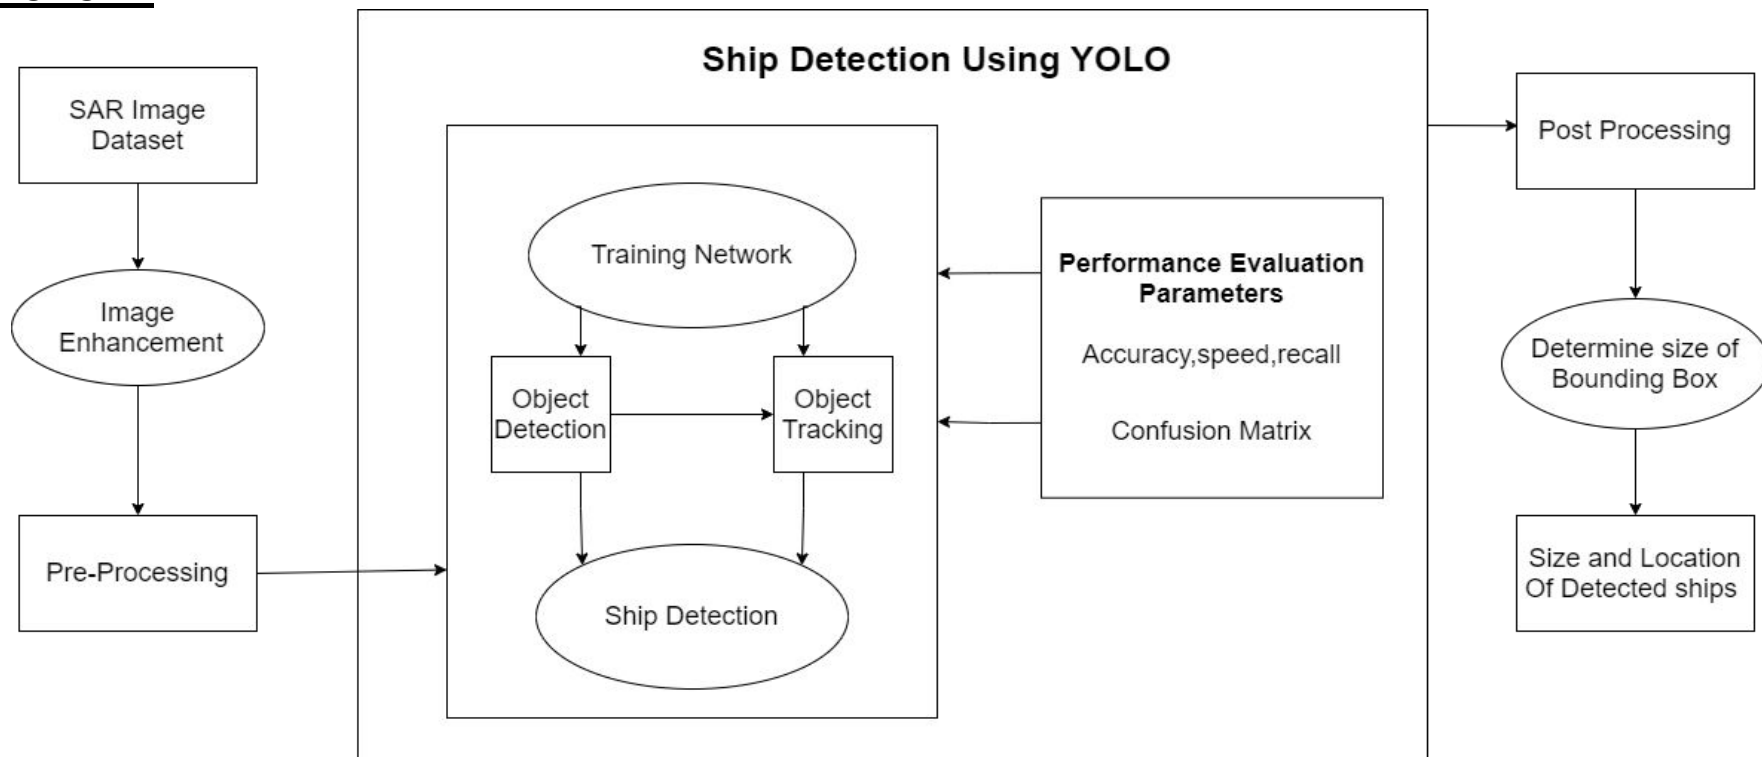 Ship Detection Using YOLO
SAR Image
Dataset
Image
Enhancement
Pre-Processing
Training Network
Object
Detection
Object
Tracking
Ship Detection
Performance Evaluation
Parameters
Accuracy,speed,recall
Confusion Matrix
Post Processing
Determine size of
Bounding Box
Size and Location
Of Detected ships